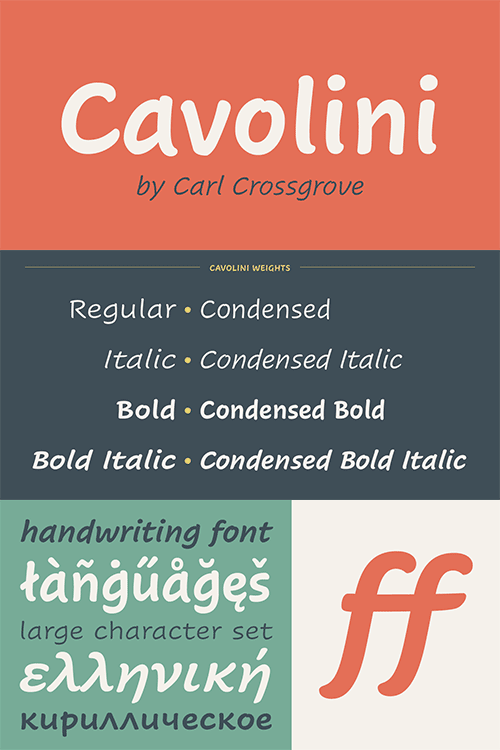 Cavolini
by Carl Crossgrove
CAVOLINI WEIGHTS
Regular • Condensed
Italic • Condensed Italic
Bold • Condensed Bold
Bold Italic • Condensed Bold Italic
handwriting font
łàñġűåğęš
large character set
ελληνική
кириллическое
ff